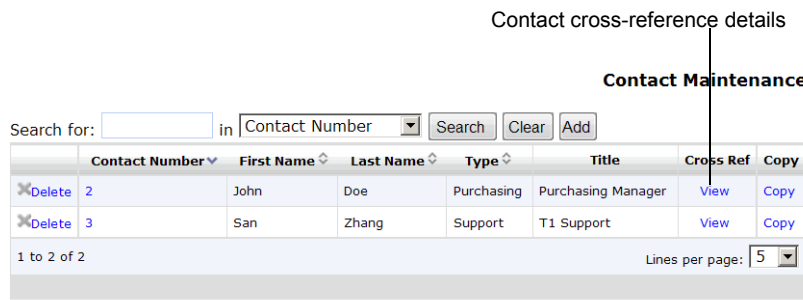 Contact cross-reference details
Contact Maintenance
Search for: in Contact Number Search Clear Add
Contact Number First Name Last Name Type Title Cross Ref Copy
Delete 2 John Doe Purchasing Purchasing Manager View Copy
Delete 3 San Zhang Support T1 Support View Copy
1 to 2 of 2 Lines per page: 5